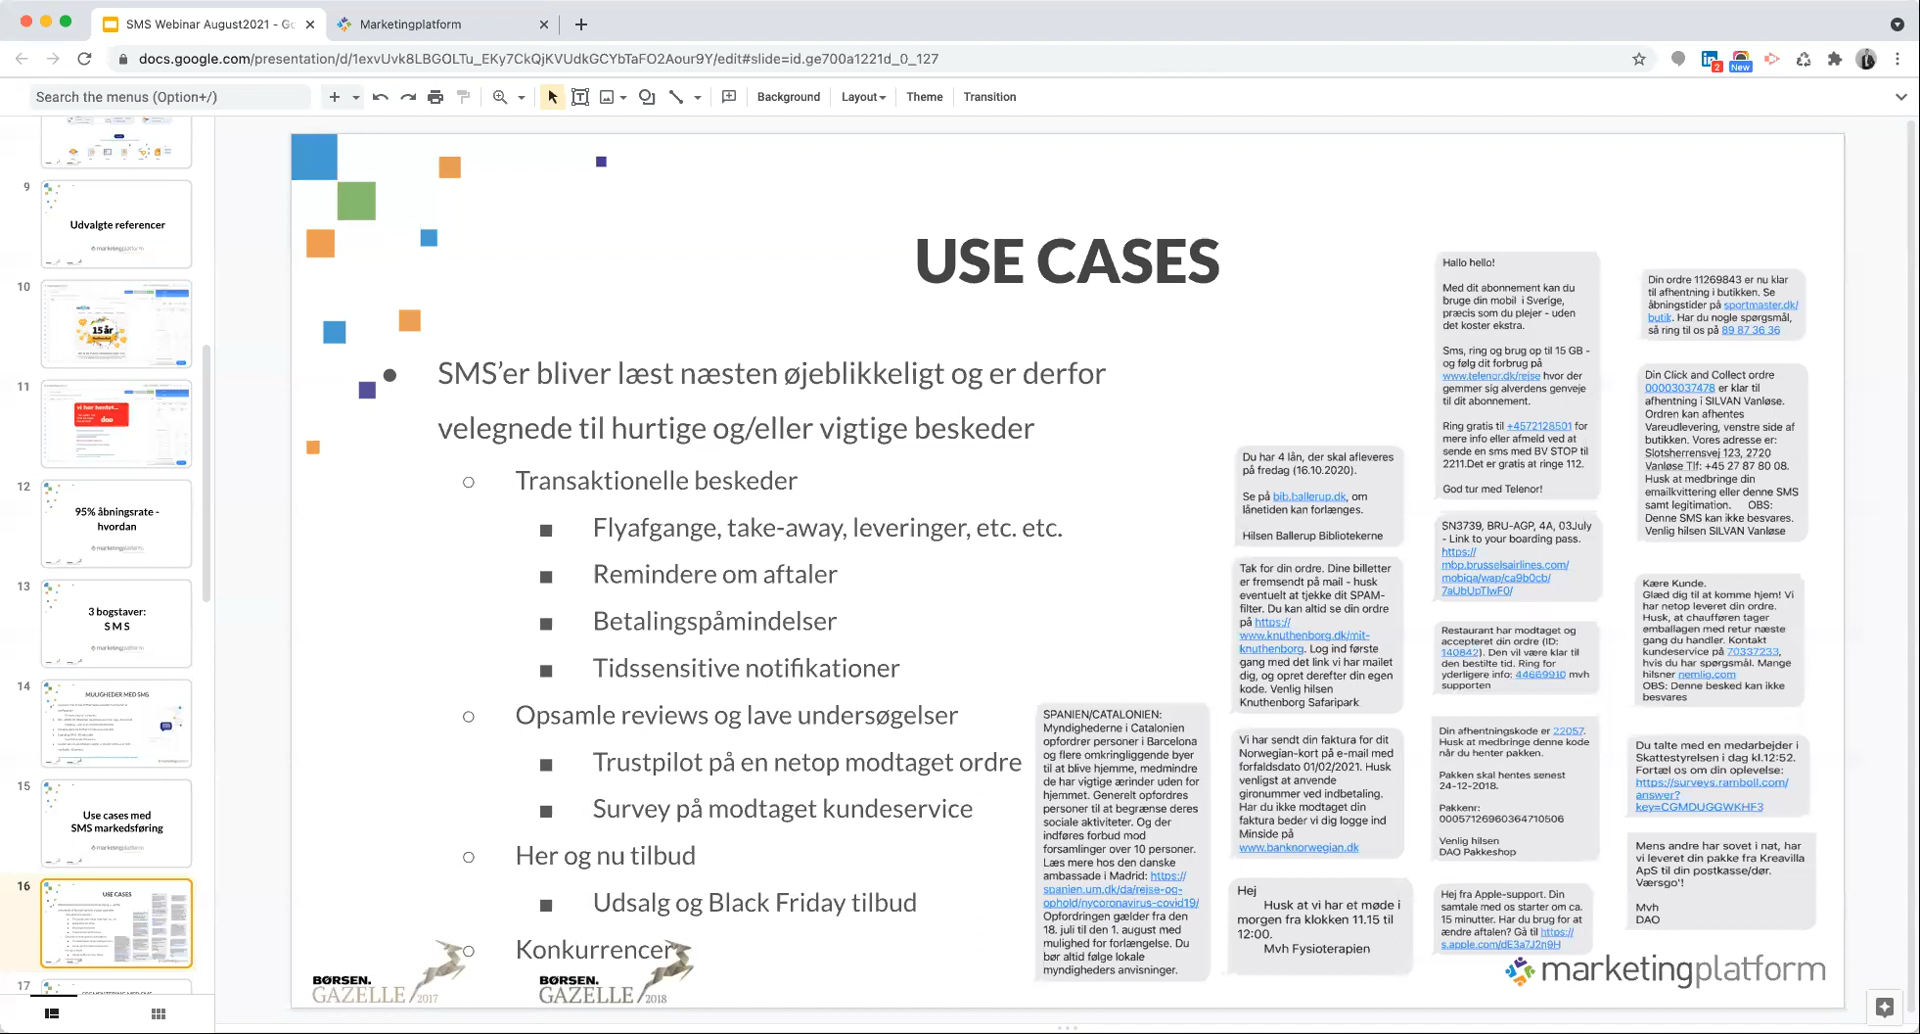 SMS Webinar August2021 - Go
Marketingplatform
docs.google.com/presentation/d/1exvUvk8LBGOLTu_EKy7CkQjKVUdkGCYbTaFO2Aour9Y/edit#slide=id.ge700a1221d_0_127
2
New
Search the menus (Option+/)
Background
Layout
Theme
Transition
9
Udvalgte referencer
marketingplatform
10
15 år
11
vi har hentet...
dao
12
95% åbningsrate -
hvordan
marketingplatform
13
3 bogstaver:
S M S
marketingplatform
14
MULIGHEDER MED SMS
15
Use cases med
SMS markedsføring
marketingplatform
16
USE CASES
17
USE CASES
SMS’er bliver læst næsten øjeblikkeligt og er derfor
velegnede til hurtige og/eller vigtige beskeder
Transaktionelle beskeder
Flyafgange, take-away, leveringer, etc. etc.
Remindere om aftaler
Betalingspåmindelser
Tidssensitive notifikationer
Opsamle reviews og lave undersøgelser
Trustpilot på en netop modtaget ordre
Survey på modtaget kundeservice
Her og nu tilbud
Udsalg og Black Friday tilbud
Konkurrencer
BØRSEN.
GAZELLE 2017
BØRSEN.
GAZELLE 2018
SPANIEN/CATALONIEN:
Myndighederne i Catalonien
opfordrer personer i Barcelona
og flere omkringliggende byer
til at blive hjemme, medmindre
de har vigtige ærinder uden for
hjemmet. Generelt opfordres
personer til at begrænse deres
sociale aktiviteter. Og der
indføres forbud mod
forsamlinger over 10 personer.
Læs mere hos den danske
ambassade i Madrid: https://
spanien.um.dk/da/rejse-og-
ophold/nycoronavirus-covid19/
Opfordringen gælder fra den
18. juli til den 1. august med
mulighed for forlængelse. Du
bør altid følge lokale
myndigheders anvisninger.
Du har 4 lån, der skal afleveres
på fredag (16.10.2020).
Se på bib.ballerup.dk, om
lånetiden kan forlænges.
Hilsen Ballerup Bibliotekerne
Tak for din ordre. Dine billetter
er fremsendt på mail - husk
eventuelt at tjekke dit SPAM-
filter. Du kan altid se din ordre
på https://
www.knuthenborg.dk/mit-
knuthenborg. Log ind første
gang med det link vi har mailet
dig, og opret derefter din egen
kode. Venlig hilsen
Knuthenborg Safaripark
Vi har sendt din faktura for dit
Norwegian-kort på e-mail med
forfaldsdato 01/02/2021. Husk
venligst at anvende
gironummer ved indbetaling.
Har du ikke modtaget din
faktura beder vi dig logge ind
Minside på
www.banknorwegian.dk
Hej
Husk at vi har et møde i
morgen fra klokken 11.15 til
12:00.
Mvh Fysioterapien
Hallo hello!
Med dit abonnement kan du
bruge din mobil i Sverige,
præcis som du plejer - uden
det koster ekstra.
Sms, ring og brug op til 15 GB -
og følg dit forbrug på
www.telenor.dk/rejse hvor der
gemmer sig alverdens genveje
til dit abonnement.
Ring gratis til +4572128501 for
mere info eller afmeld ved at
sende en sms med BV STOP til
2211.Det er gratis at ringe 112.
God tur med Telenor!
SN3739, BRU-AGP, 4A, 03July
- Link to your boarding pass.
https://
mbp.brusselsairlines.com/
mobiqa/wap/ca9b0cb/
7aUbUpTlwF0/
Restaurant har modtaget og
accepteret din ordre (ID:
140842). Den vil være klar til
den bestilte tid. Ring for
yderligere info: 44669910 mvh
supporten
Din afhentningskode er 22057.
Husk at medbringe denne kode
når du henter pakken.
Pakken skal hentes senest
24-12-2018.
Pakkenr:
00057126960364710506
Venlig hilsen
DAO Pakkeshop
Hej fra Apple-support. Din
samtale med os starter om ca.
15 minutter. Har du brug for at
ændre aftalen? Gå til https://
s.apple.com/dE3a7J2n9H
Din ordre 11269843 er nu klar
til afhentning i butikken. Se
åbningstider på sportmaster.dk/
butik. Har du nogle spørgsmål,
så ring til os på 89 87 36 36
Din Click and Collect ordre
00003037478 er klar til
afhentning i SILVAN Vanløse.
Ordren kan afhentes
Vareudlevering, venstre side af
butikken. Vores adresse er:
Slotsherrensvej 123, 2720
Vanløse Tlf: +45 27 87 80 08.
Husk at medbringe din
emailkvittering eller denne SMS
samt legitimation. OBS:
Denne SMS kan ikke besvares.
Venlig hilsen SILVAN Vanløse
Kære Kunde.
Glæd dig til at komme hjem! Vi
har netop leveret din ordre.
Husk, at chaufføren tager
emballagen med retur næste
gang du handler. Kontakt
kundeservice på 70337233,
hvis du har spørgsmål. Mange
hilsner nemlig.com
OBS: Denne besked kan ikke
besvares
Du talte med en medarbejder i
Skattestyrelsen i dag kl.12:52.
Fortæl os om din oplevelse:
https://surveys.ramboll.com/
answer?
key=CGMDUGGWKHF3
Mens andre har sovet i nat, har
vi leveret din pakke fra Kreavilla
ApS til din postkasse/dør.
Værsgo'!
Mvh
DAO
marketingplatform